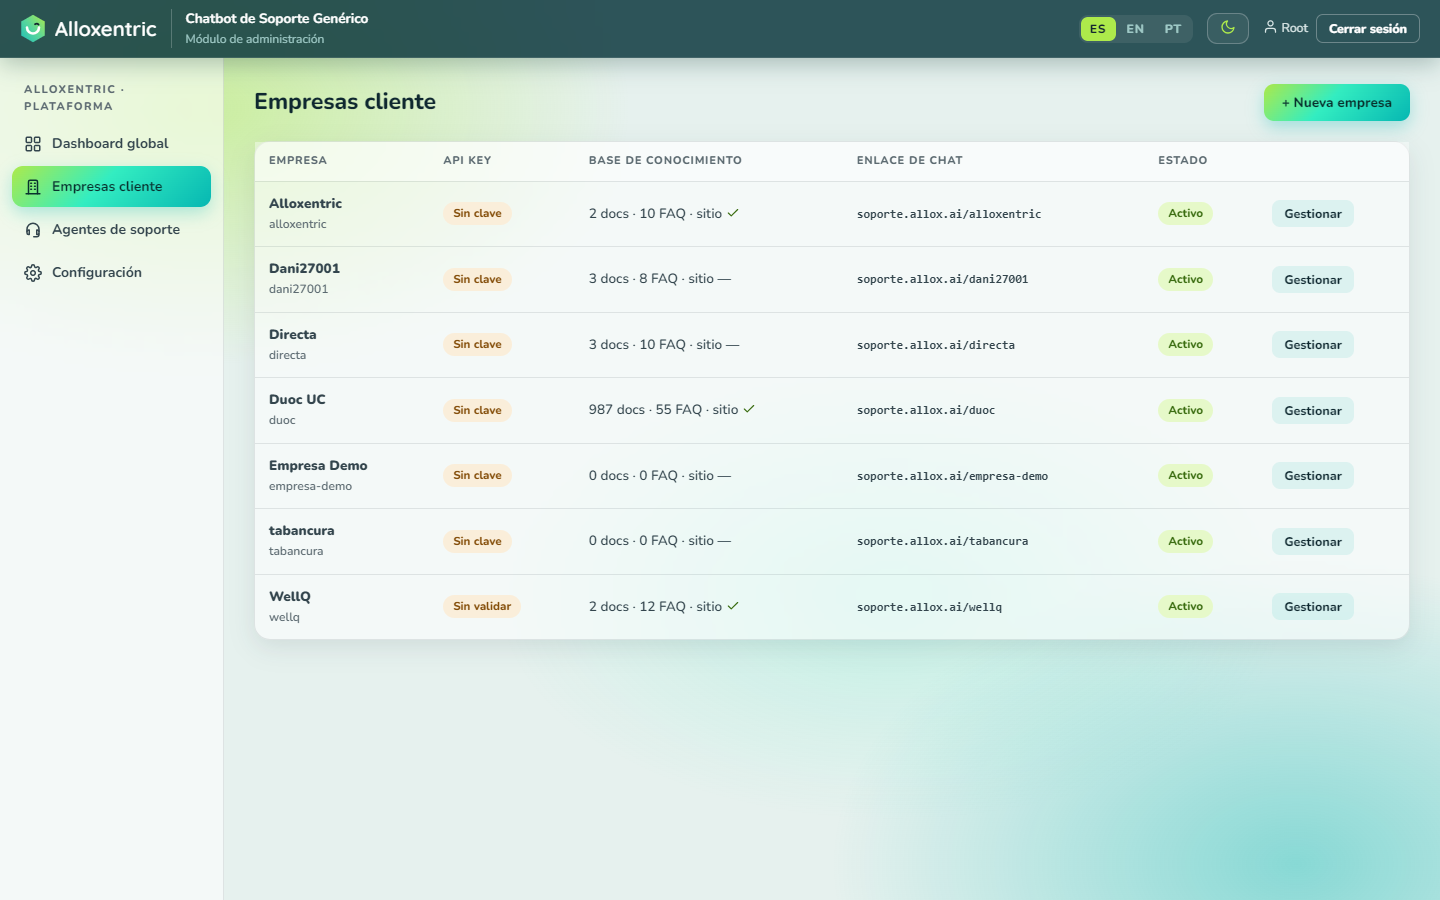 Alloxentric
Chatbot de Soporte Genérico
Módulo de administración
ES EN PT
Root
Cerrar sesión
ALLOXENTRIC ·
PLATAFORMA
Dashboard global
Empresas cliente
Agentes de soporte
Configuración
Empresas cliente
+ Nueva empresa
EMPRESA API KEY BASE DE CONOCIMIENTO ENLACE DE CHAT ESTADO
Alloxentric
alloxentric
Sin clave
2 docs · 10 FAQ · sitio ✓
soporte.allox.ai/alloxentric
Activo
Gestionar
Dani27001
dani27001
Sin clave
3 docs · 8 FAQ · sitio —
soporte.allox.ai/dani27001
Activo
Gestionar
Directa
directa
Sin clave
3 docs · 10 FAQ · sitio —
soporte.allox.ai/directa
Activo
Gestionar
Duoc UC
duoc
Sin clave
987 docs · 55 FAQ · sitio ✓
soporte.allox.ai/duoc
Activo
Gestionar
Empresa Demo
empresa-demo
Sin clave
0 docs · 0 FAQ · sitio —
soporte.allox.ai/empresa-demo
Activo
Gestionar
tabancura
tabancura
Sin clave
0 docs · 0 FAQ · sitio —
soporte.allox.ai/tabancura
Activo
Gestionar
WellQ
wellq
Sin validar
2 docs · 12 FAQ · sitio ✓
soporte.allox.ai/wellq
Activo
Gestionar